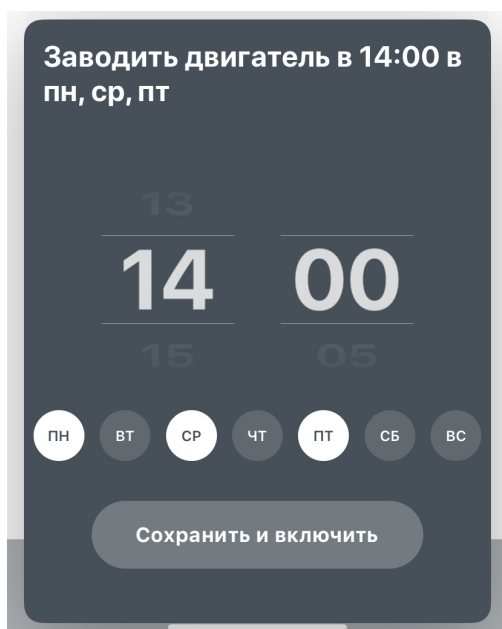 Заводить двигатель в 14:00 в
пн, ср, пт
13
14 00
15 05
ПН ВТ СР ЧТ ПТ СБ ВС
Сохранить и включить